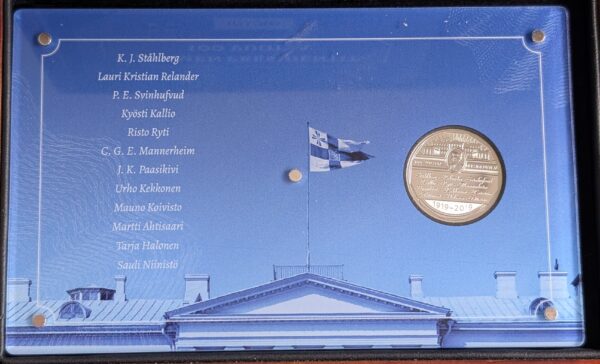 K. J. Ståhlberg
Lauri Kristian Relander
P. E. Svinhufvud
Kyösti Kallio
Risto Ryti
C. G. E. Mannerheim
J. K. Paasikivi
Urho Kekkonen
Mauno Koivisto
Martti Ahtisaari
Tarja Halonen
Sauli Niinistö
1919–2019